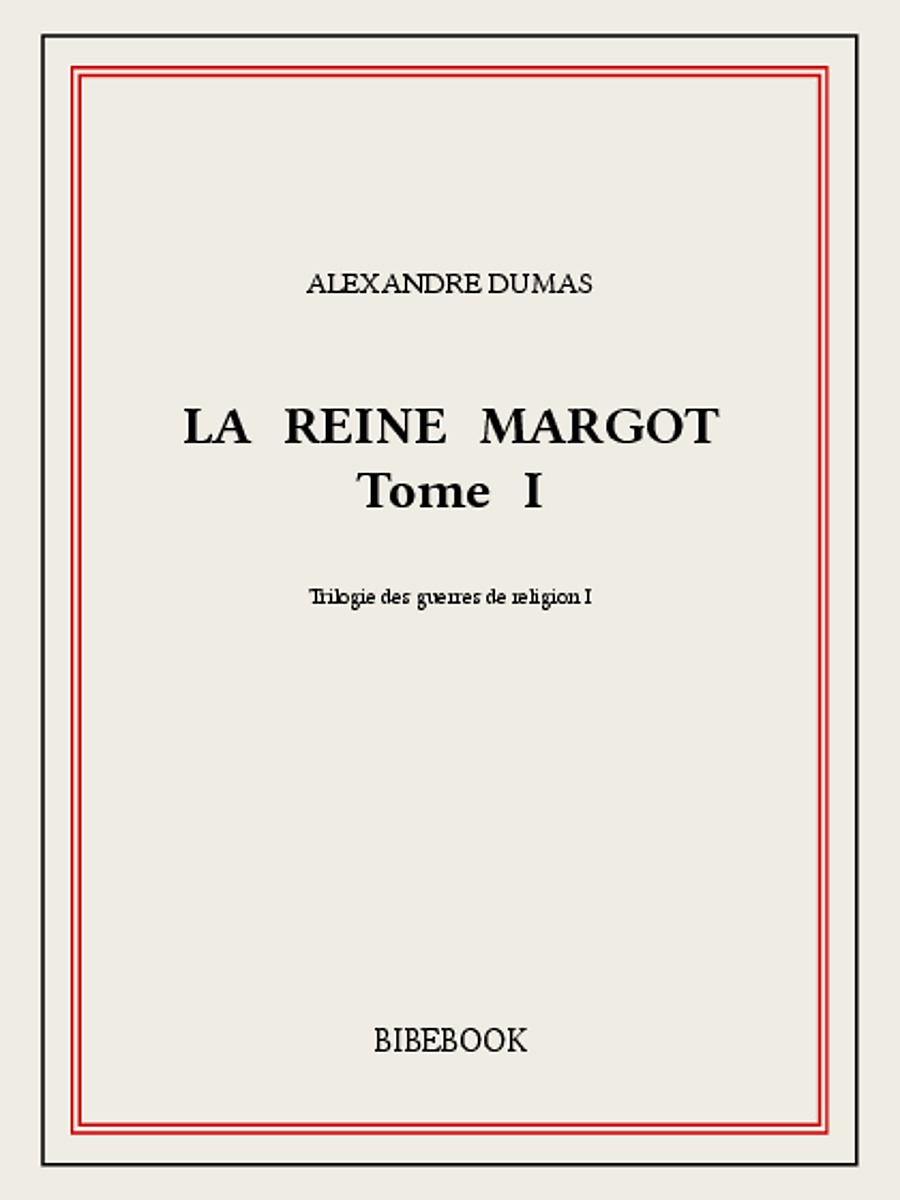 ALEXANDRE DUMAS
LA REINE MARGOT
Tome I
Trilogie des guerres de religion I
BIBEBOOK